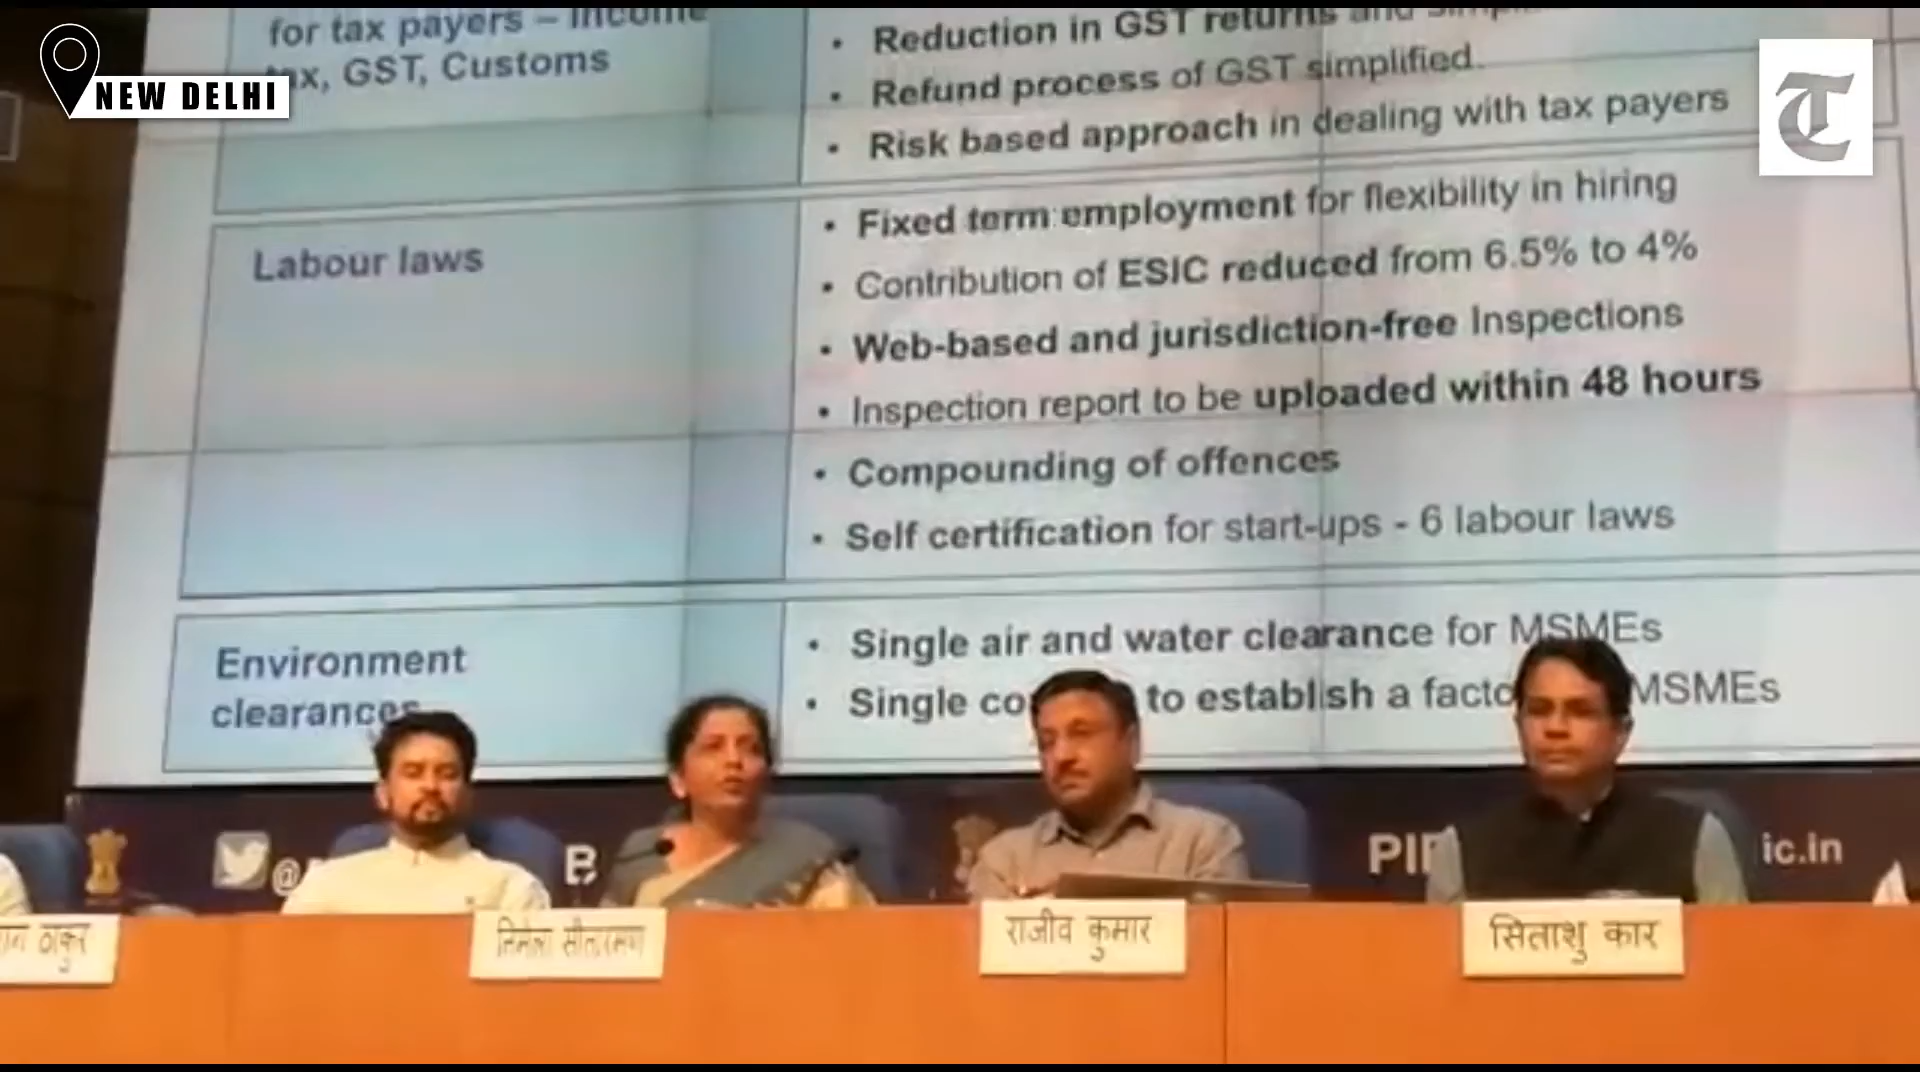 NEW DELHI
for tax payers – Income
tax, GST, Customs
• Reduction in GST returns and
• Refund process of GST simplified.
• Risk based approach in dealing with tax payers
Labour laws
• Fixed term employment for flexibility in hiring
• Contribution of ESIC reduced from 6.5% to 4%
• Web-based and jurisdiction-free Inspections
• Inspection report to be uploaded within 48 hours
• Compounding of offences
• Self certification for start-ups - 6 labour laws
Environment
clearances
• Single air and water clearance for MSMEs
• Single to establish a MSMEs
ic.in
ठाकुर
राजीव कुमार
सितांशु कार